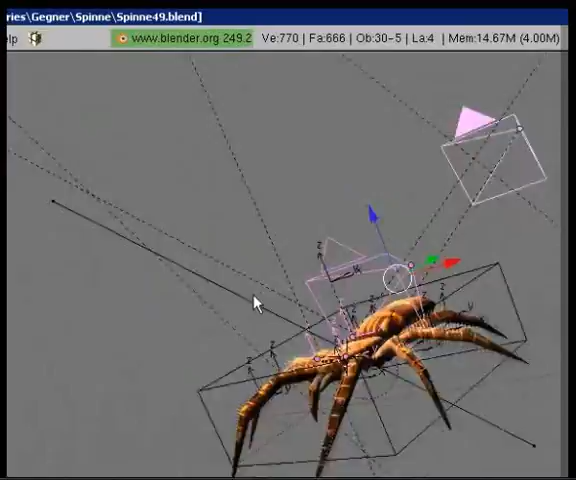 ries\Gegner\Spinne\Spinne49.blend]
lp www.blender.org 249.2 Ve:770 | Fa:666 | Ob:30-5 | La:4 | Mem:14.67M (4.00M)